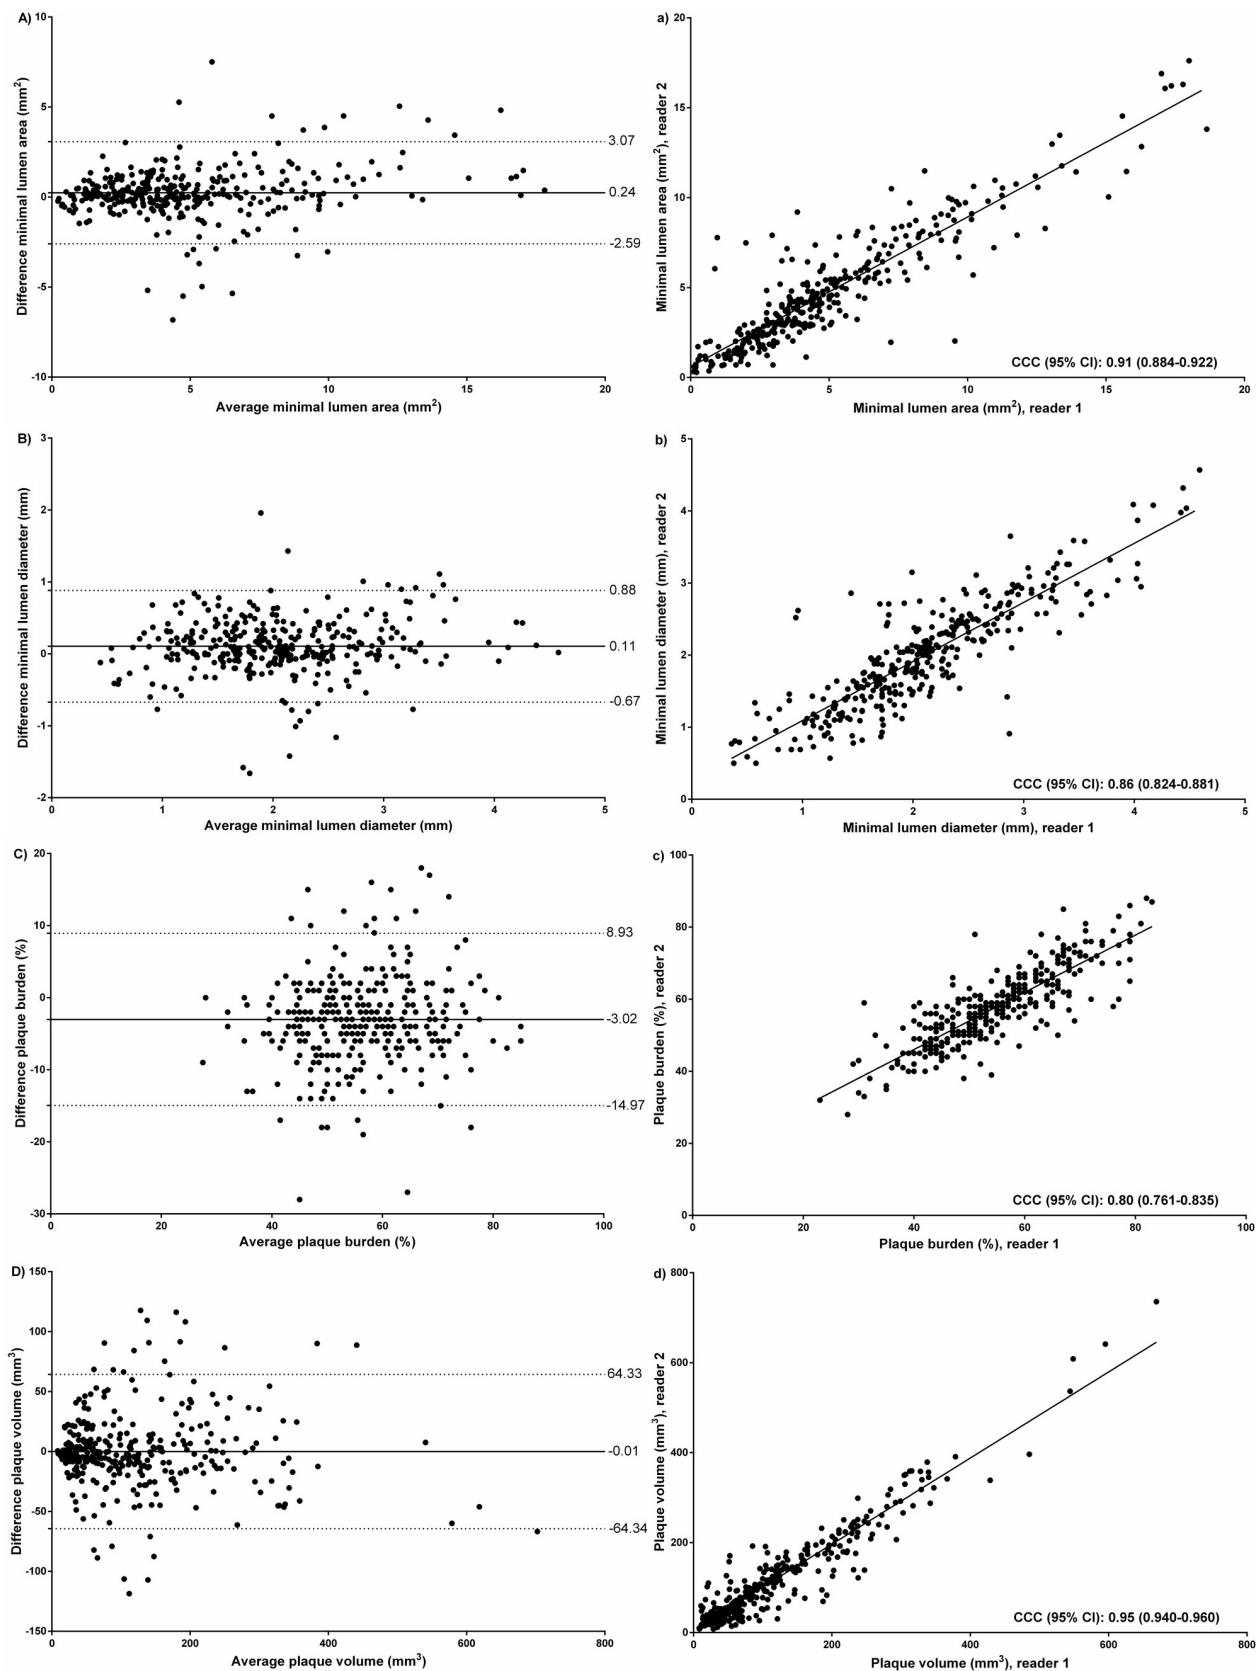 A)
10
5
0
-5
-10
0 5 10 15 20
Difference minimal lumen area (mm²)
Average minimal lumen area (mm²)
3.07
0.24
-2.59
a)
20
15
10
5
0
0 5 10 15 20
Minimal lumen area (mm²), reader 2
Minimal lumen area (mm²), reader 1
CCC (95% CI): 0.91 (0.884-0.922)
B)
3
2
1
0
-1
-2
0 1 2 3 4 5
Difference minimal lumen diameter (mm)
Average minimal lumen diameter (mm)
0.88
0.11
-0.67
b)
5
4
3
2
1
0
0 1 2 3 4 5
Minimal lumen diameter (mm), reader 2
Minimal lumen diameter (mm), reader 1
CCC (95% CI): 0.86 (0.824-0.881)
C)
20
10
0
-10
-20
-30
0 20 40 60 80 100
Difference plaque burden (%)
Average plaque burden (%)
8.93
-3.02
-14.97
c)
100
80
60
40
20
0
0 20 40 60 80 100
Plaque burden (%), reader 2
Plaque burden (%), reader 1
CCC (95% CI): 0.80 (0.761-0.835)
D)
150
100
50
0
-50
-100
-150
0 200 400 600 800
Difference plaque volume (mm³)
Average plaque volume (mm³)
64.33
-0.01
-64.34
d)
800
600
400
200
0
0 200 400 600 800
Plaque volume (mm³), reader 2
Plaque volume (mm³), reader 1
CCC (95% CI): 0.95 (0.940-0.960)